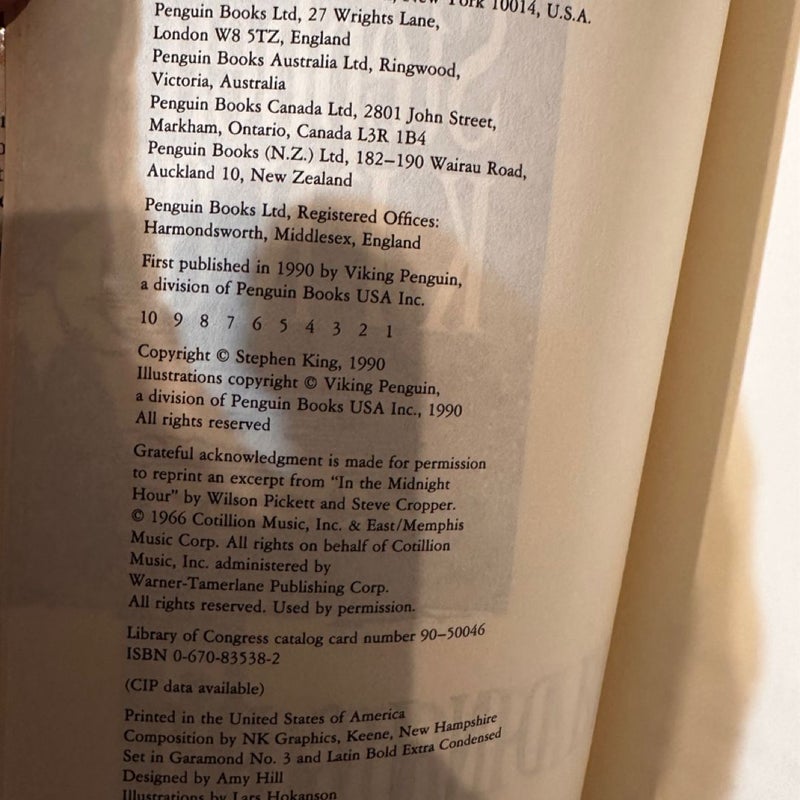 York 10014, U.S.A.
Penguin Books Ltd, 27 Wrights Lane,
London W8 5TZ, England
Penguin Books Australia Ltd, Ringwood,
Victoria, Australia
Penguin Books Canada Ltd, 2801 John Street,
Markham, Ontario, Canada L3R 1B4
Penguin Books (N.Z.) Ltd, 182–190 Wairau Road,
Auckland 10, New Zealand
Penguin Books Ltd, Registered Offices:
Harmondsworth, Middlesex, England
First published in 1990 by Viking Penguin,
a division of Penguin Books USA Inc.
10 9 8 7 6 5 4 3 2 1
Copyright © Stephen King, 1990
Illustrations copyright © Viking Penguin,
a division of Penguin Books USA Inc., 1990
All rights reserved
Grateful acknowledgment is made for permission
to reprint an excerpt from “In the Midnight
Hour” by Wilson Pickett and Steve Cropper.
© 1966 Cotillion Music, Inc. & East/Memphis
Music Corp. All rights on behalf of Cotillion
Music, Inc. administered by
Warner-Tamerlane Publishing Corp.
All rights reserved. Used by permission.
Library of Congress catalog card number 90–50046
ISBN 0-670-83538-2
(CIP data available)
Printed in the United States of America
Composition by NK Graphics, Keene, New Hampshire
Set in Garamond No. 3 and Latin Bold Extra Condensed
Designed by Amy Hill
Illustrations by Lars Hokanson